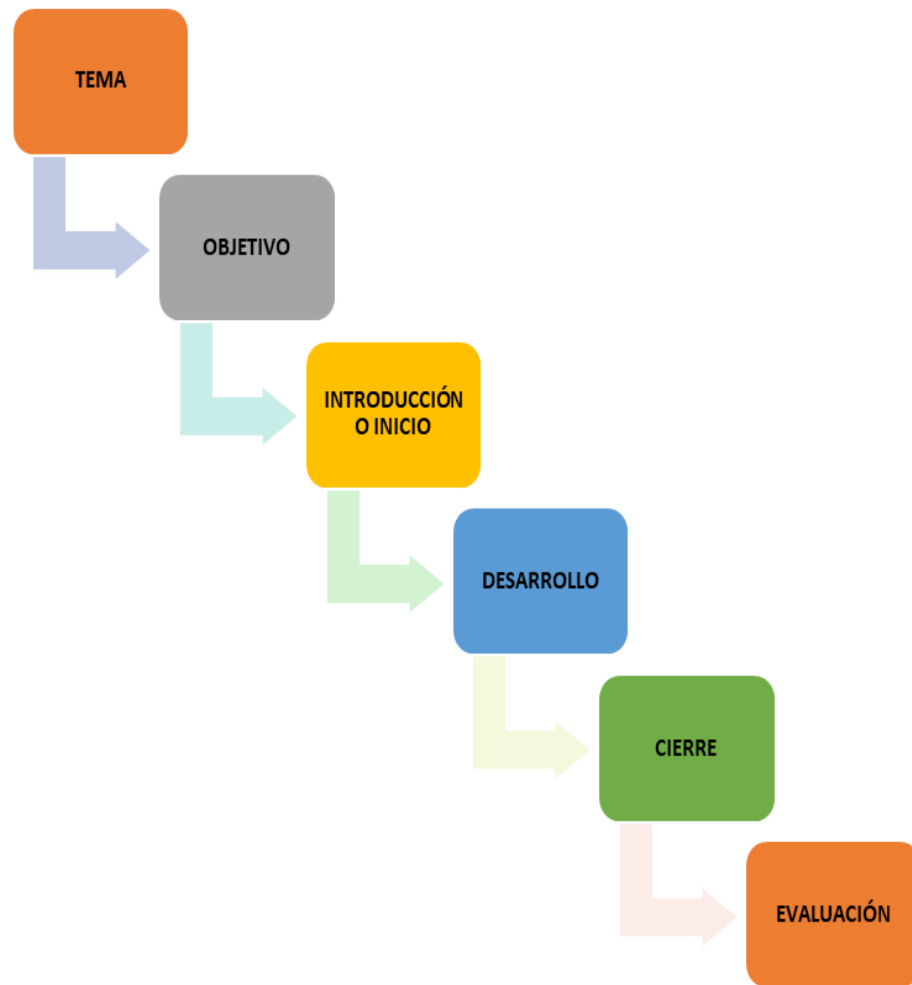 TEMA
OBJETIVO
INTRODUCCIÓN
O INICIO
DESARROLLO
CIERRE
EVALUACIÓN